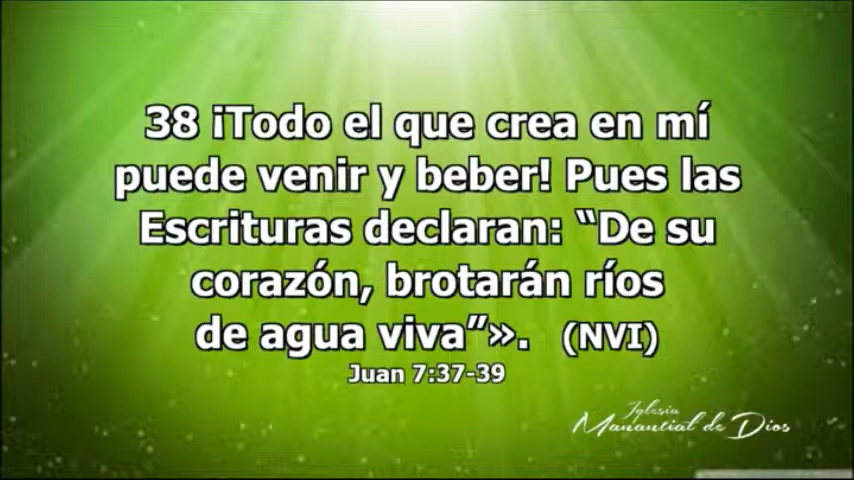 38 ¡Todo el que crea en mí
puede venir y beber! Pues las
Escrituras declaran: “De su
corazón, brotarán ríos
de agua viva”». (NVI)
Juan 7:37-39
Iglesia
Manantial de Dios